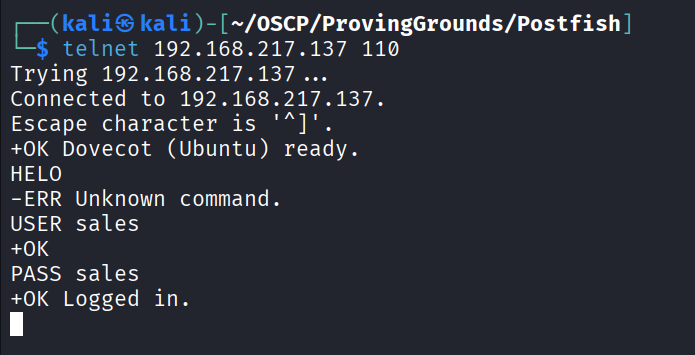 ┌──(kali㉿kali)-[~/OSCP/ProvingGrounds/Postfish]
└─$ telnet 192.168.217.137 110
Trying 192.168.217.137...
Connected to 192.168.217.137.
Escape character is '^]'.
+OK Dovecot (Ubuntu) ready.
HELO
-ERR Unknown command.
USER sales
+OK
PASS sales
+OK Logged in.